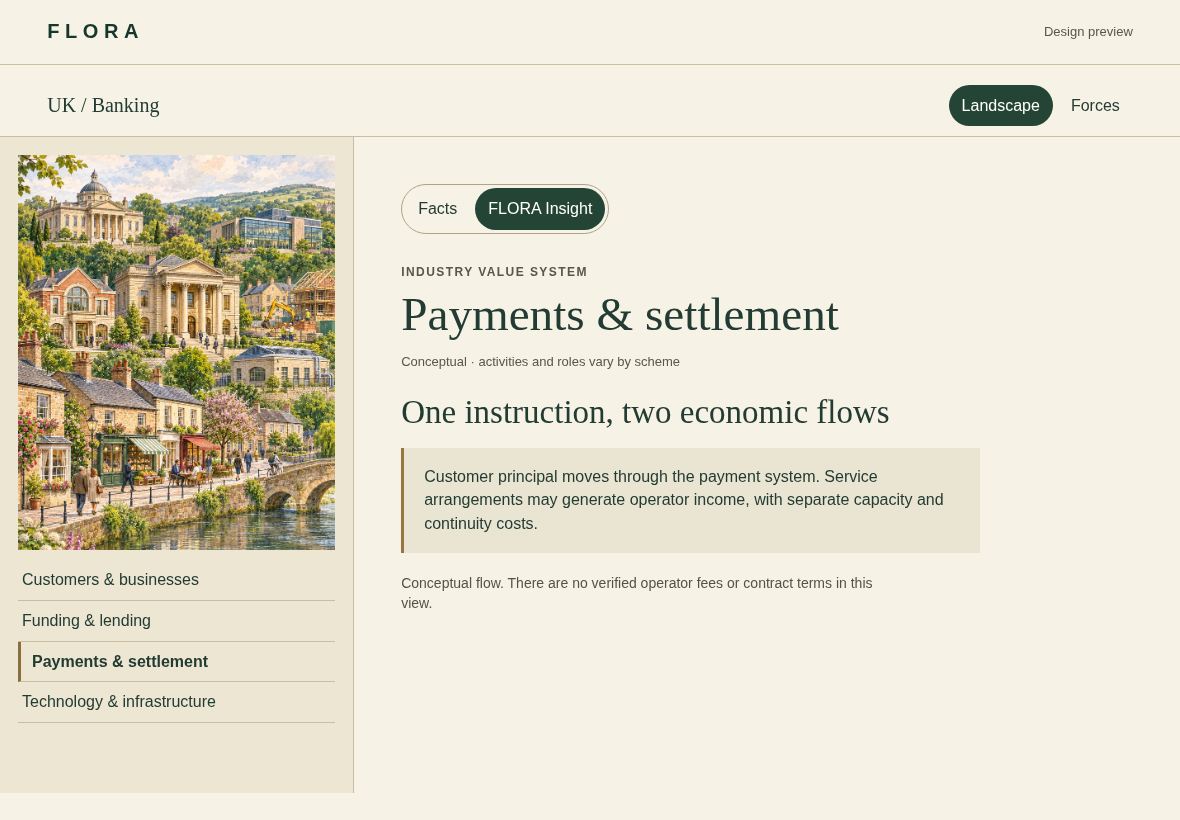 FLORA
Design preview
UK / Banking
Landscape
Forces
Facts
FLORA Insight
INDUSTRY VALUE SYSTEM
Payments & settlement
Conceptual · activities and roles vary by scheme
One instruction, two economic flows
Customer principal moves through the payment system. Service
arrangements may generate operator income, with separate capacity and
continuity costs.
Conceptual flow. There are no verified operator fees or contract terms in this
view.
Customers & businesses
Funding & lending
Payments & settlement
Technology & infrastructure